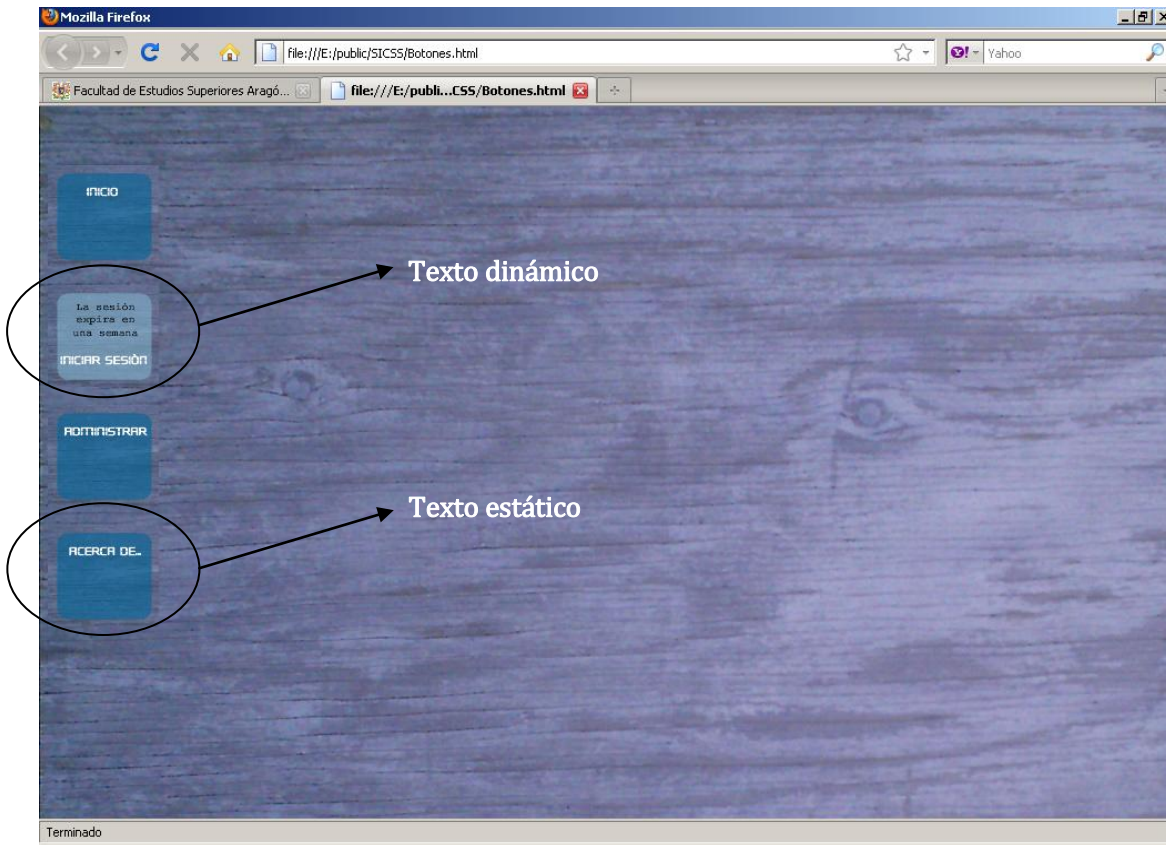 Mozilla Firefox
file:///E:/public/SICSS/Botones.html
Yahoo
Facultad de Estudios Superiores Aragó...
file:///E:/publi...CSS/Botones.html
INICIO
Texto dinámico
La sesión
expira en
una semana
INICIAR SESIÒN
ADMINISTRAR
Texto estático
ACERCA DE...
Terminado